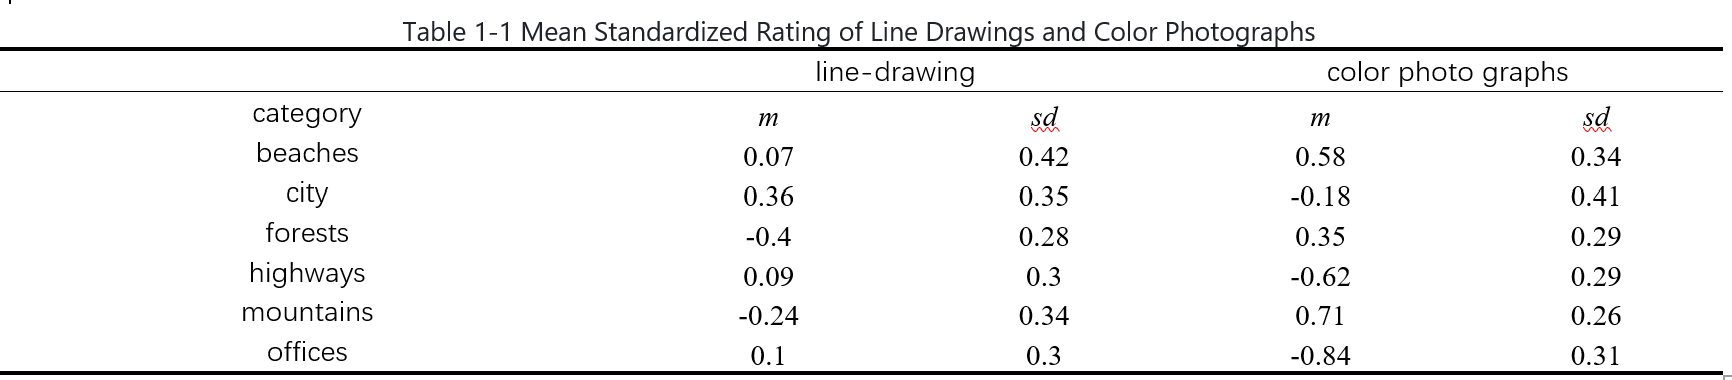 Table 1-1 Mean Standardized Rating of Line Drawings and Color Photographs
line-drawing color photo graphs
category m sd m sd
beaches 0.07 0.42 0.58 0.34
city 0.36 0.35 -0.18 0.41
forests -0.4 0.28 0.35 0.29
highways 0.09 0.3 -0.62 0.29
mountains -0.24 0.34 0.71 0.26
offices 0.1 0.3 -0.84 0.31